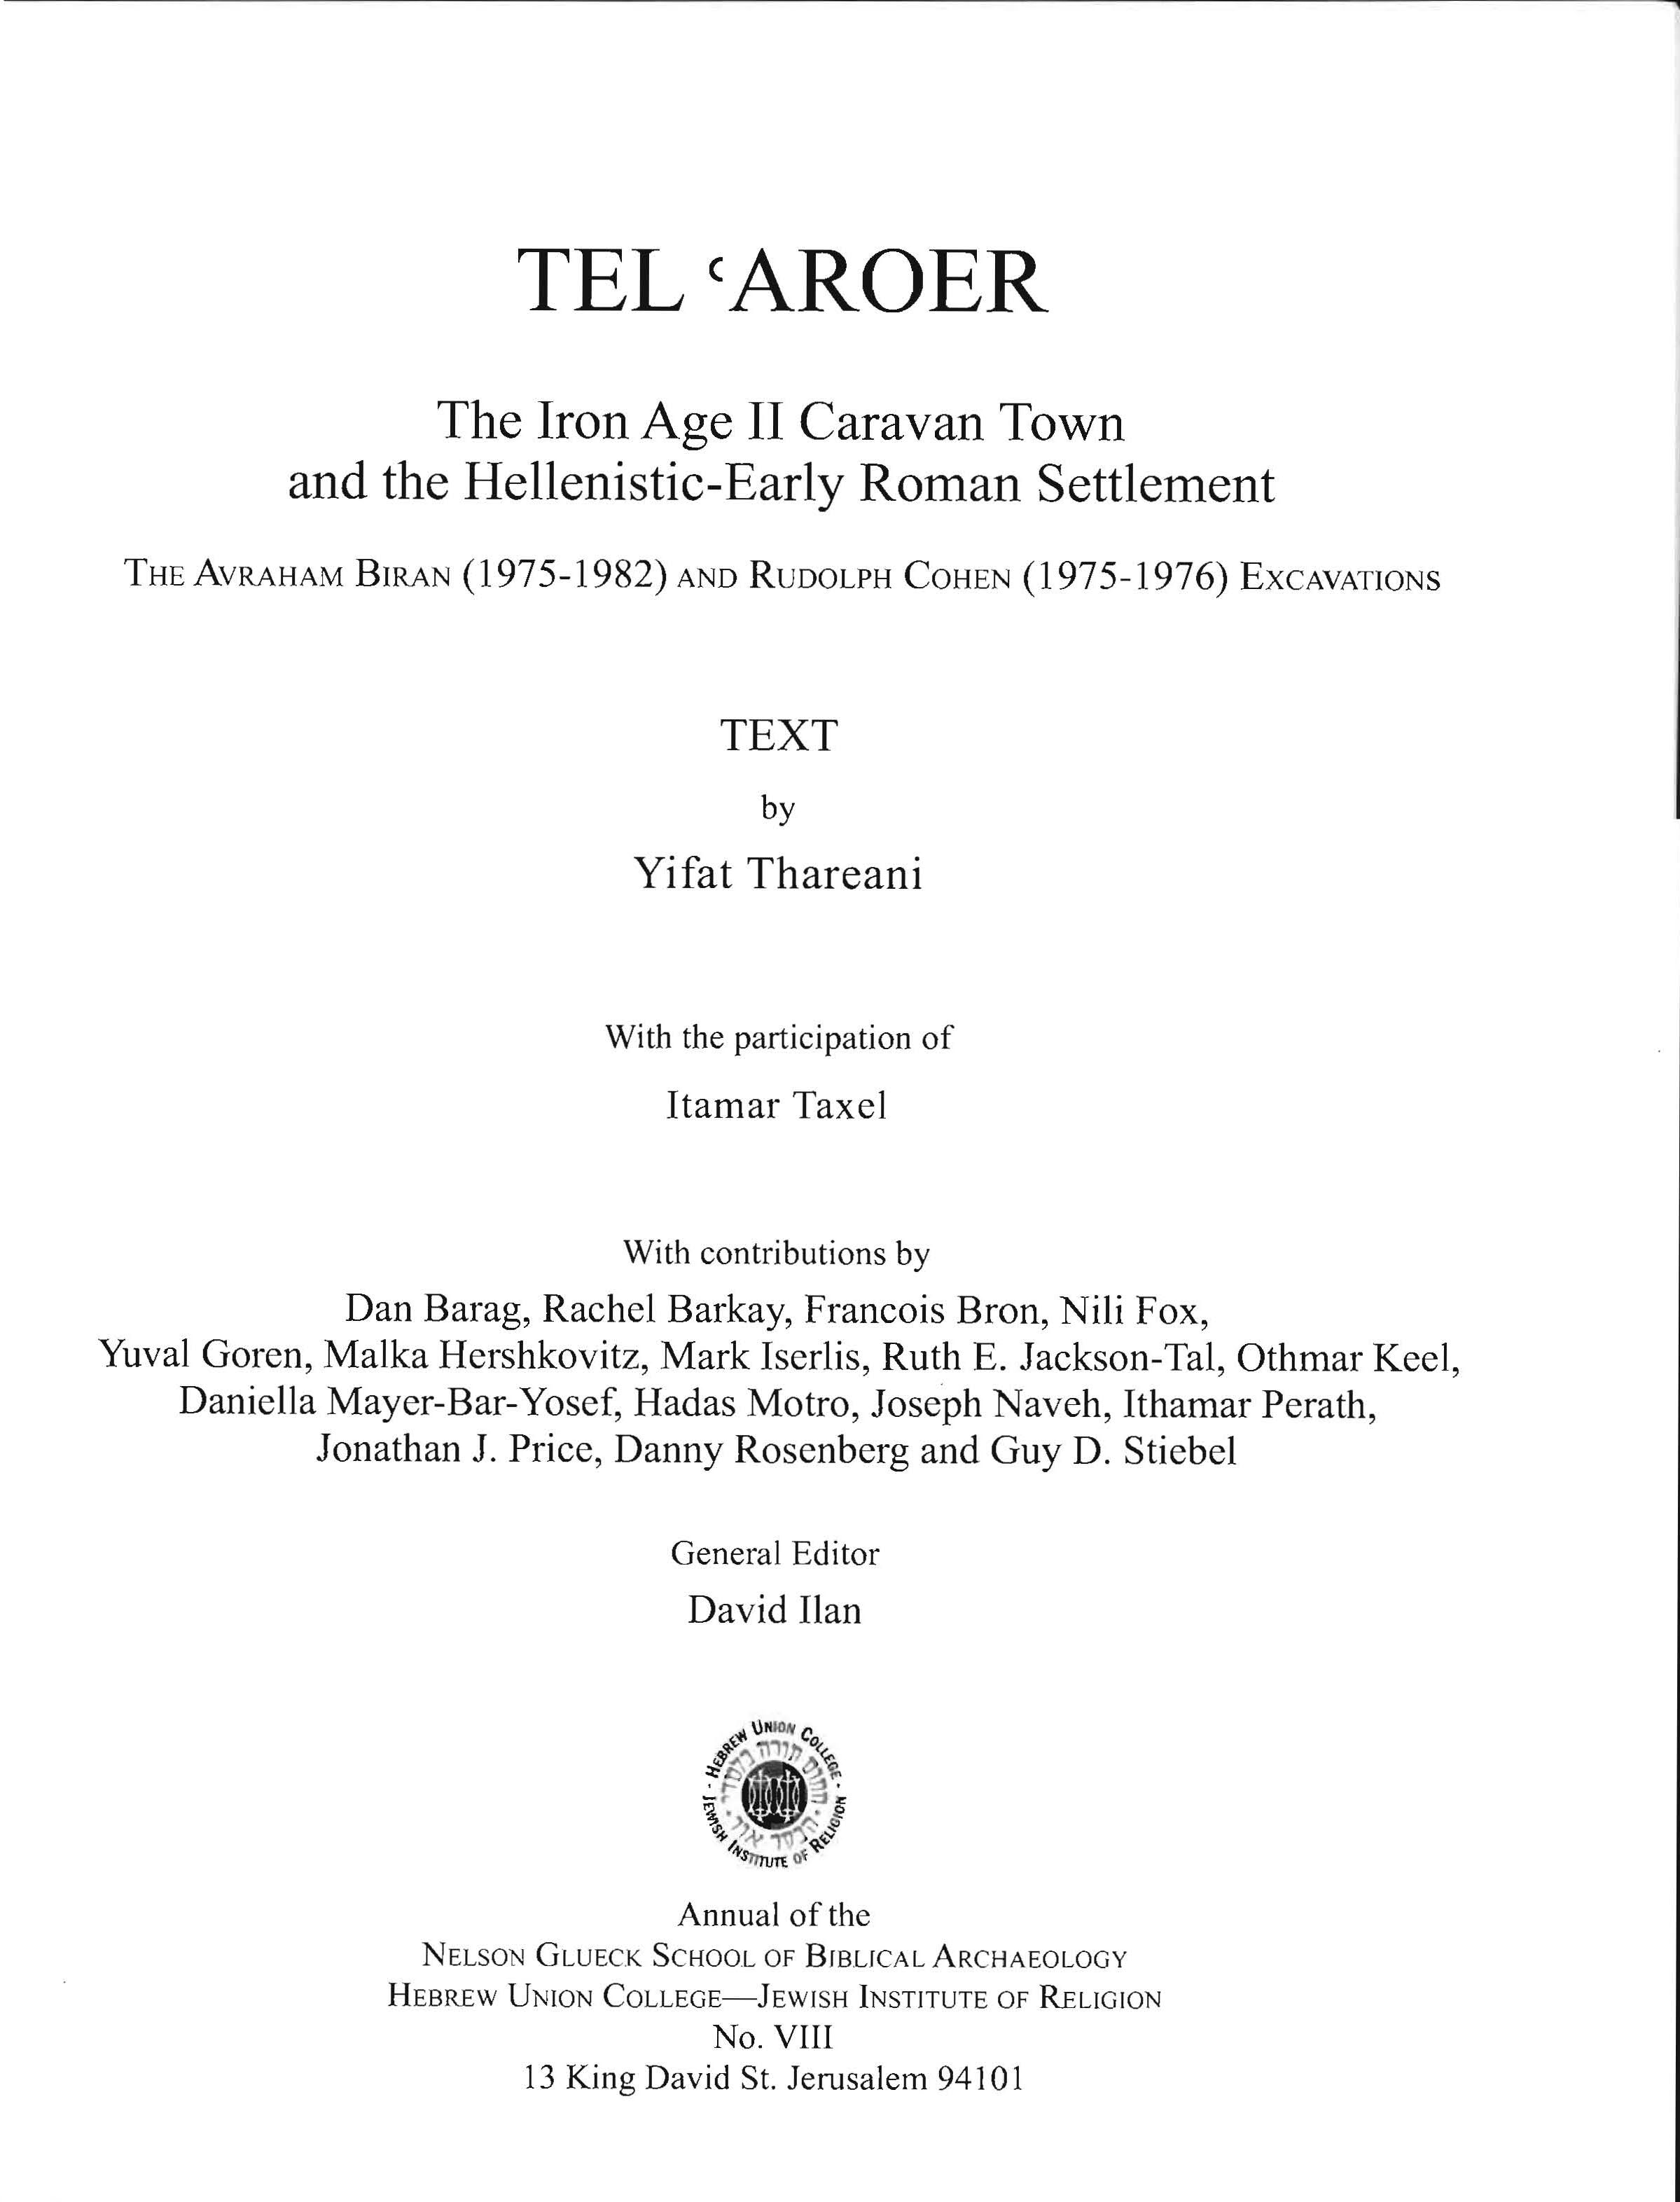 TEL ʿAROER
The Iron Age II Caravan Town
and the Hellenistic-Early Roman Settlement
THE AVRAHAM BIRAN (1975-1982) AND RUDOLPH COHEN (1975-1976) EXCAVATIONS
TEXT
by
Yifat Thareani
With the participation of
Itamar Taxel
With contributions by
Dan Barag, Rachel Barkay, Francois Bron, Nili Fox,
Yuval Goren, Malka Hershkovitz, Mark Iserlis, Ruth E. Jackson-Tal, Othmar Keel,
Daniella Mayer-Bar-Yosef, Hadas Motro, Joseph Naveh, Ithamar Perath,
Jonathan J. Price, Danny Rosenberg and Guy D. Stiebel
General Editor
David Ilan
HEBREW UNION COLLEGE ·
JEWISH INSTITUTE OF RELIGION ·
Annual of the
NELSON GLUECK SCHOOL OF BIBLICAL ARCHAEOLOGY
HEBREW UNION COLLEGE—JEWISH INSTITUTE OF RELIGION
No. VIII
13 King David St. Jerusalem 94101